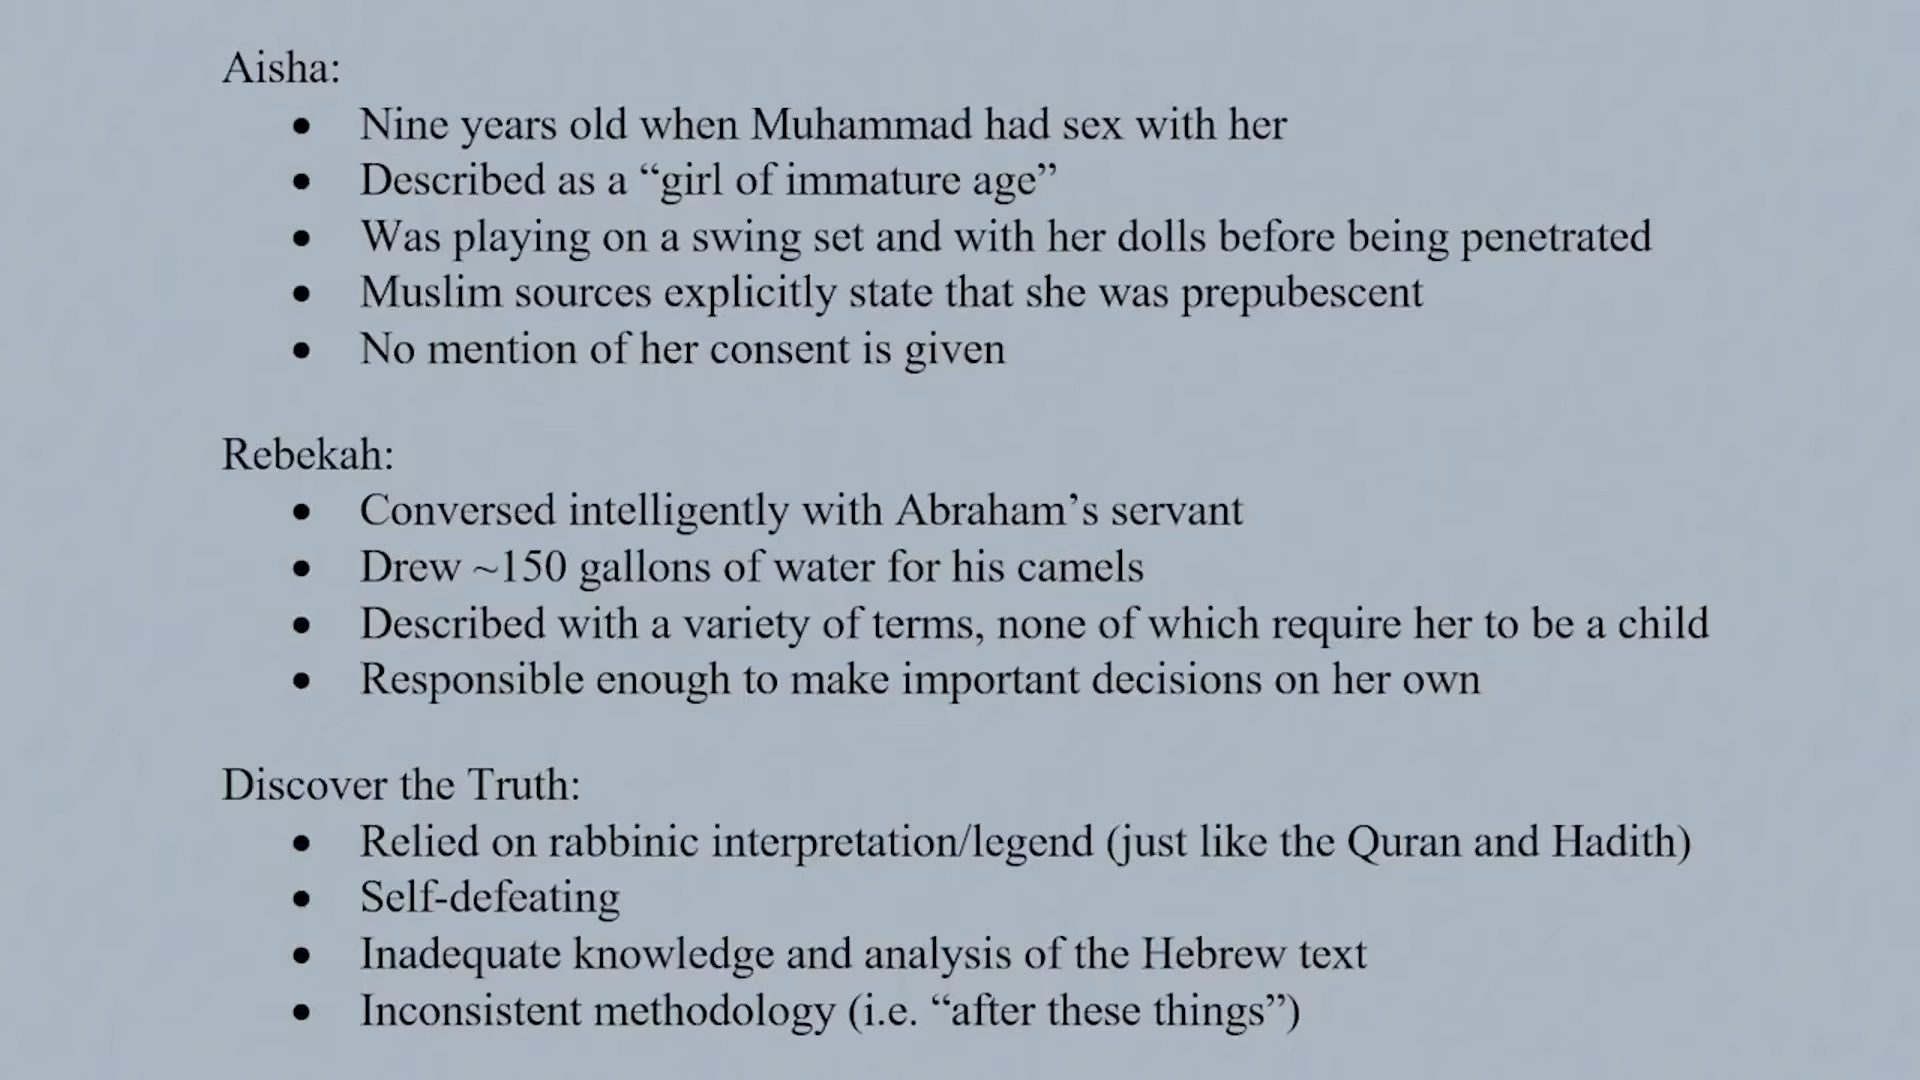 Aisha:
• Nine years old when Muhammad had sex with her
• Described as a “girl of immature age”
• Was playing on a swing set and with her dolls before being penetrated
• Muslim sources explicitly state that she was prepubescent
• No mention of her consent is given
Rebekah:
• Conversed intelligently with Abraham’s servant
• Drew ~150 gallons of water for his camels
• Described with a variety of terms, none of which require her to be a child
• Responsible enough to make important decisions on her own
Discover the Truth:
• Relied on rabbinic interpretation/legend (just like the Quran and Hadith)
• Self-defeating
• Inadequate knowledge and analysis of the Hebrew text
• Inconsistent methodology (i.e. “after these things”)